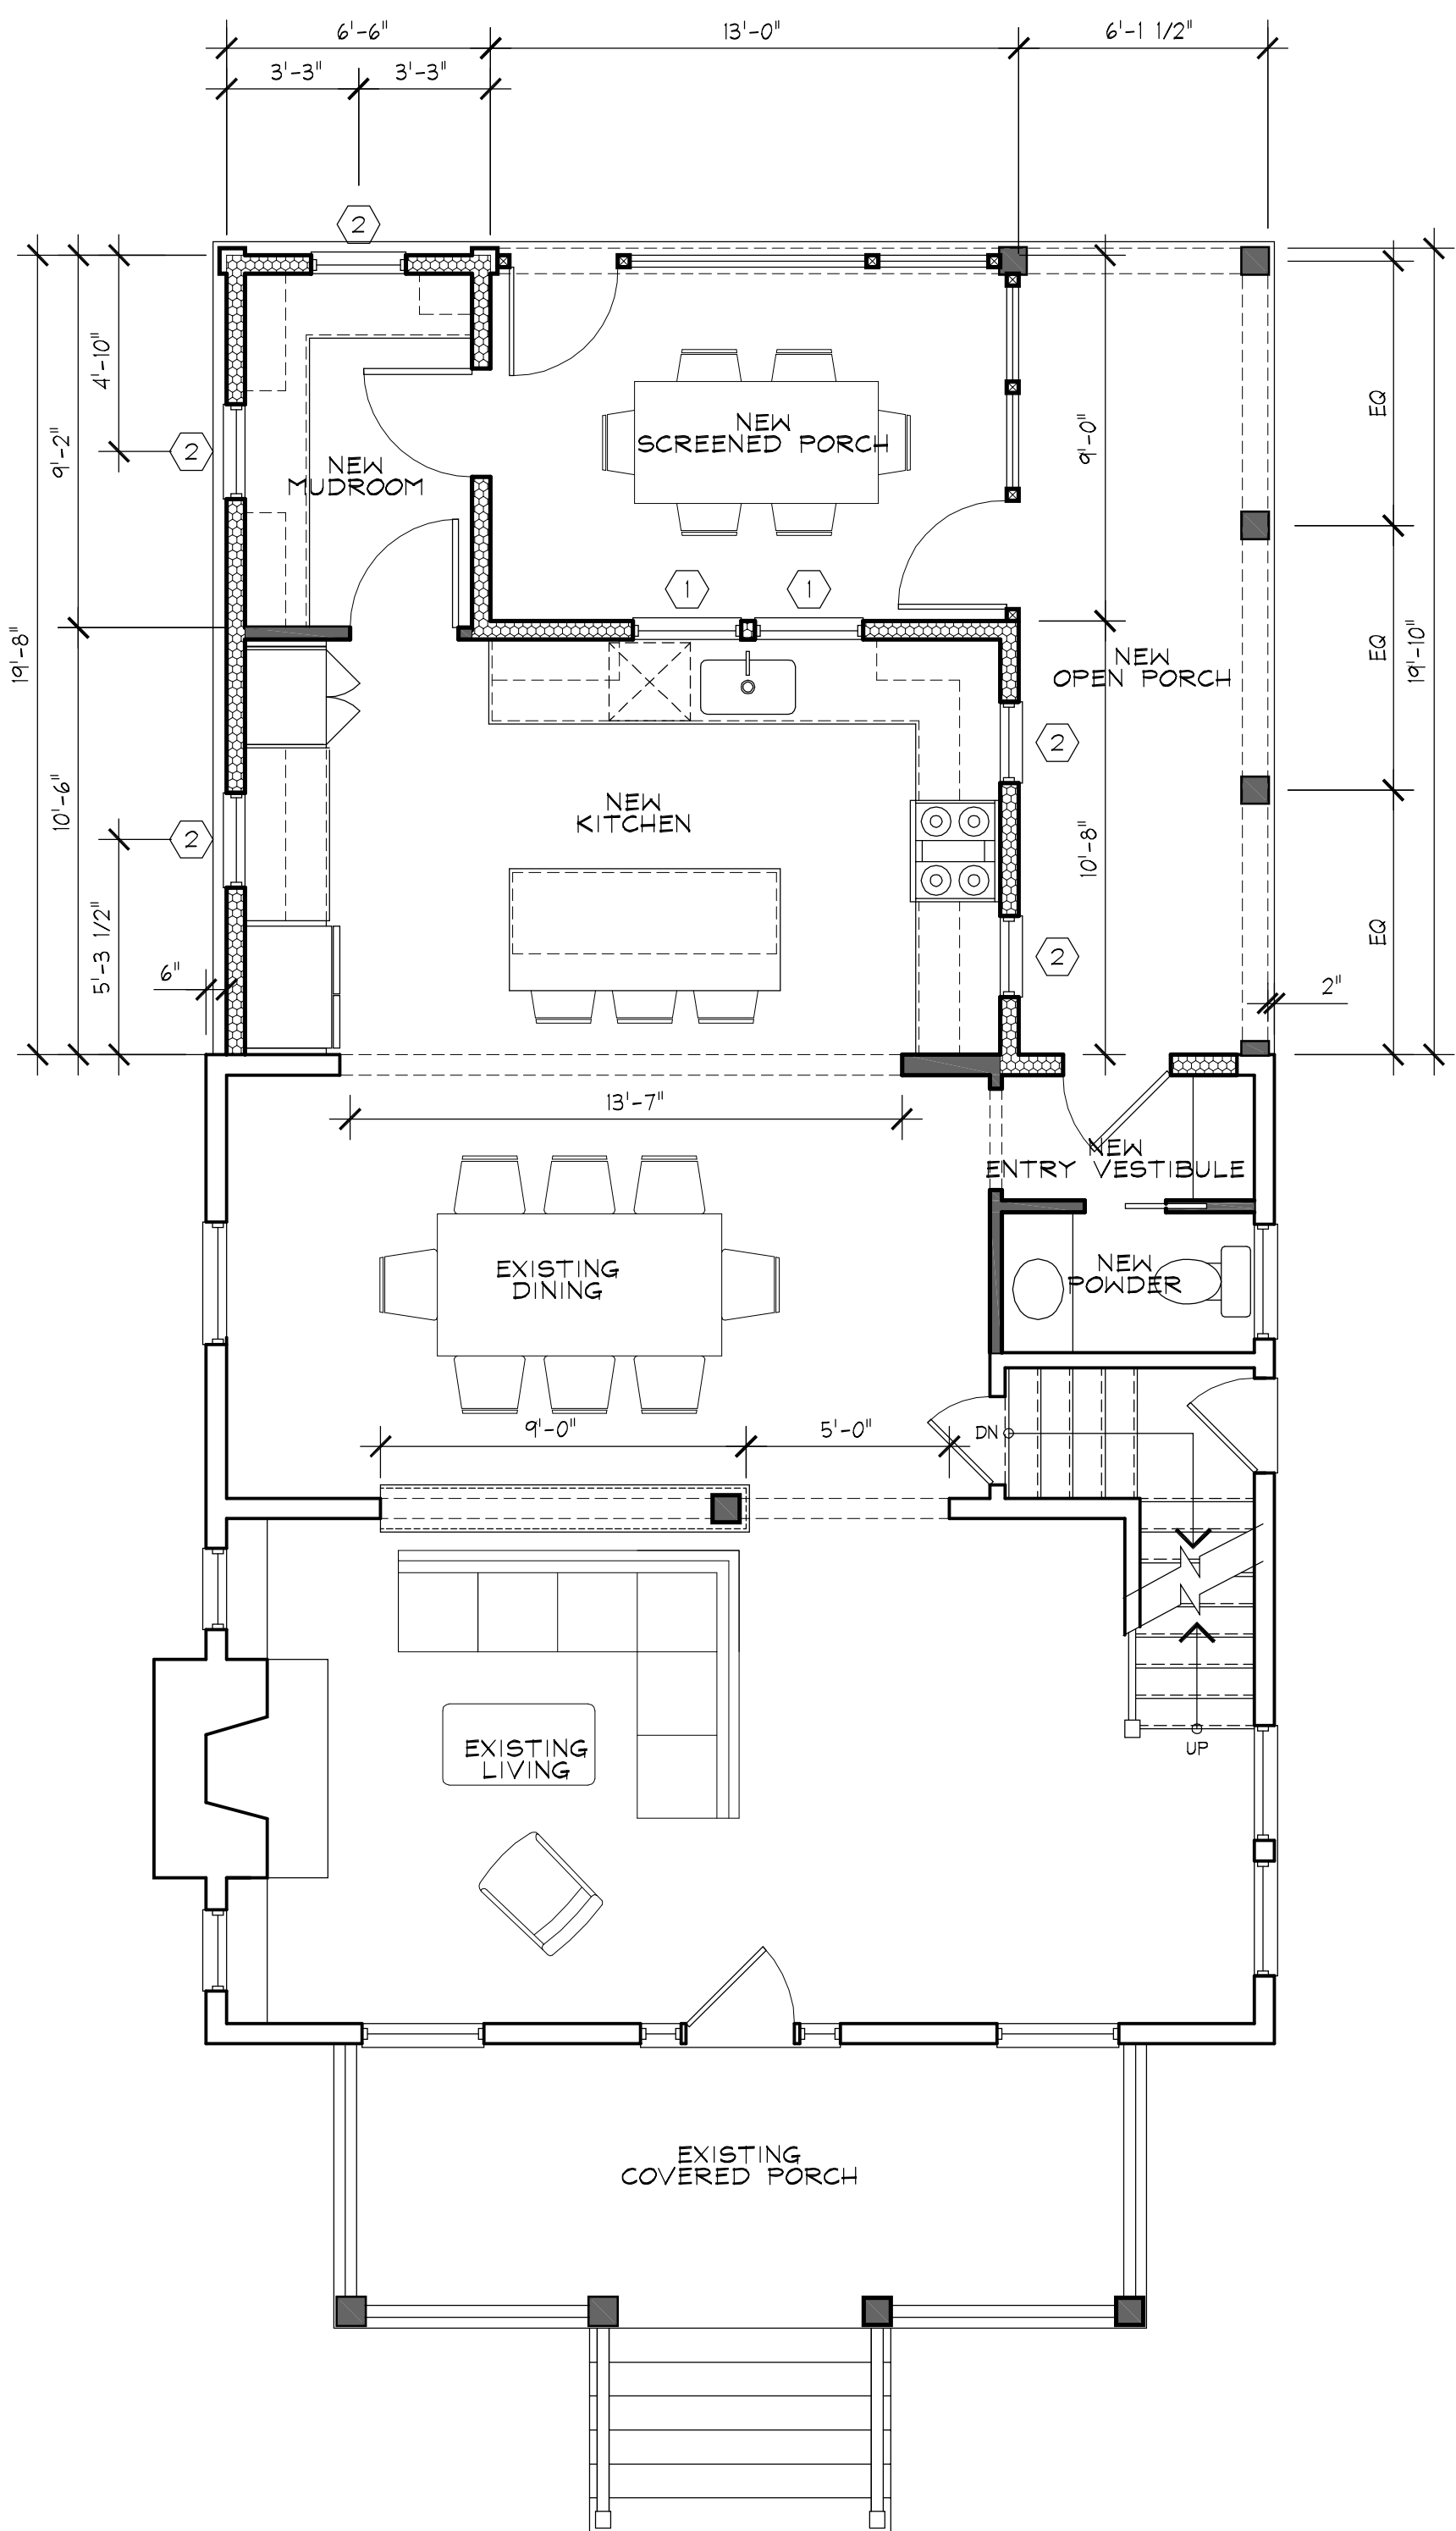 6'-6"
13'-0"
6'-1 1/2"
3'-3"
3'-3"
2
4'-10"
9'-2"
19'-8"
10'-6"
5'-3 1/2"
6"
2
2
NEW
MUDROOM
NEW
SCREENED PORCH
1
1
9'-0"
EQ
EQ
EQ
19'-10"
NEW
OPEN PORCH
2
2
10'-8"
2"
NEW
KITCHEN
13'-7"
NEW
ENTRY VESTIBULE
EXISTING
DINING
NEW
POWDER
9'-0"
5'-0"
DN
UP
EXISTING
LIVING
EXISTING
COVERED PORCH